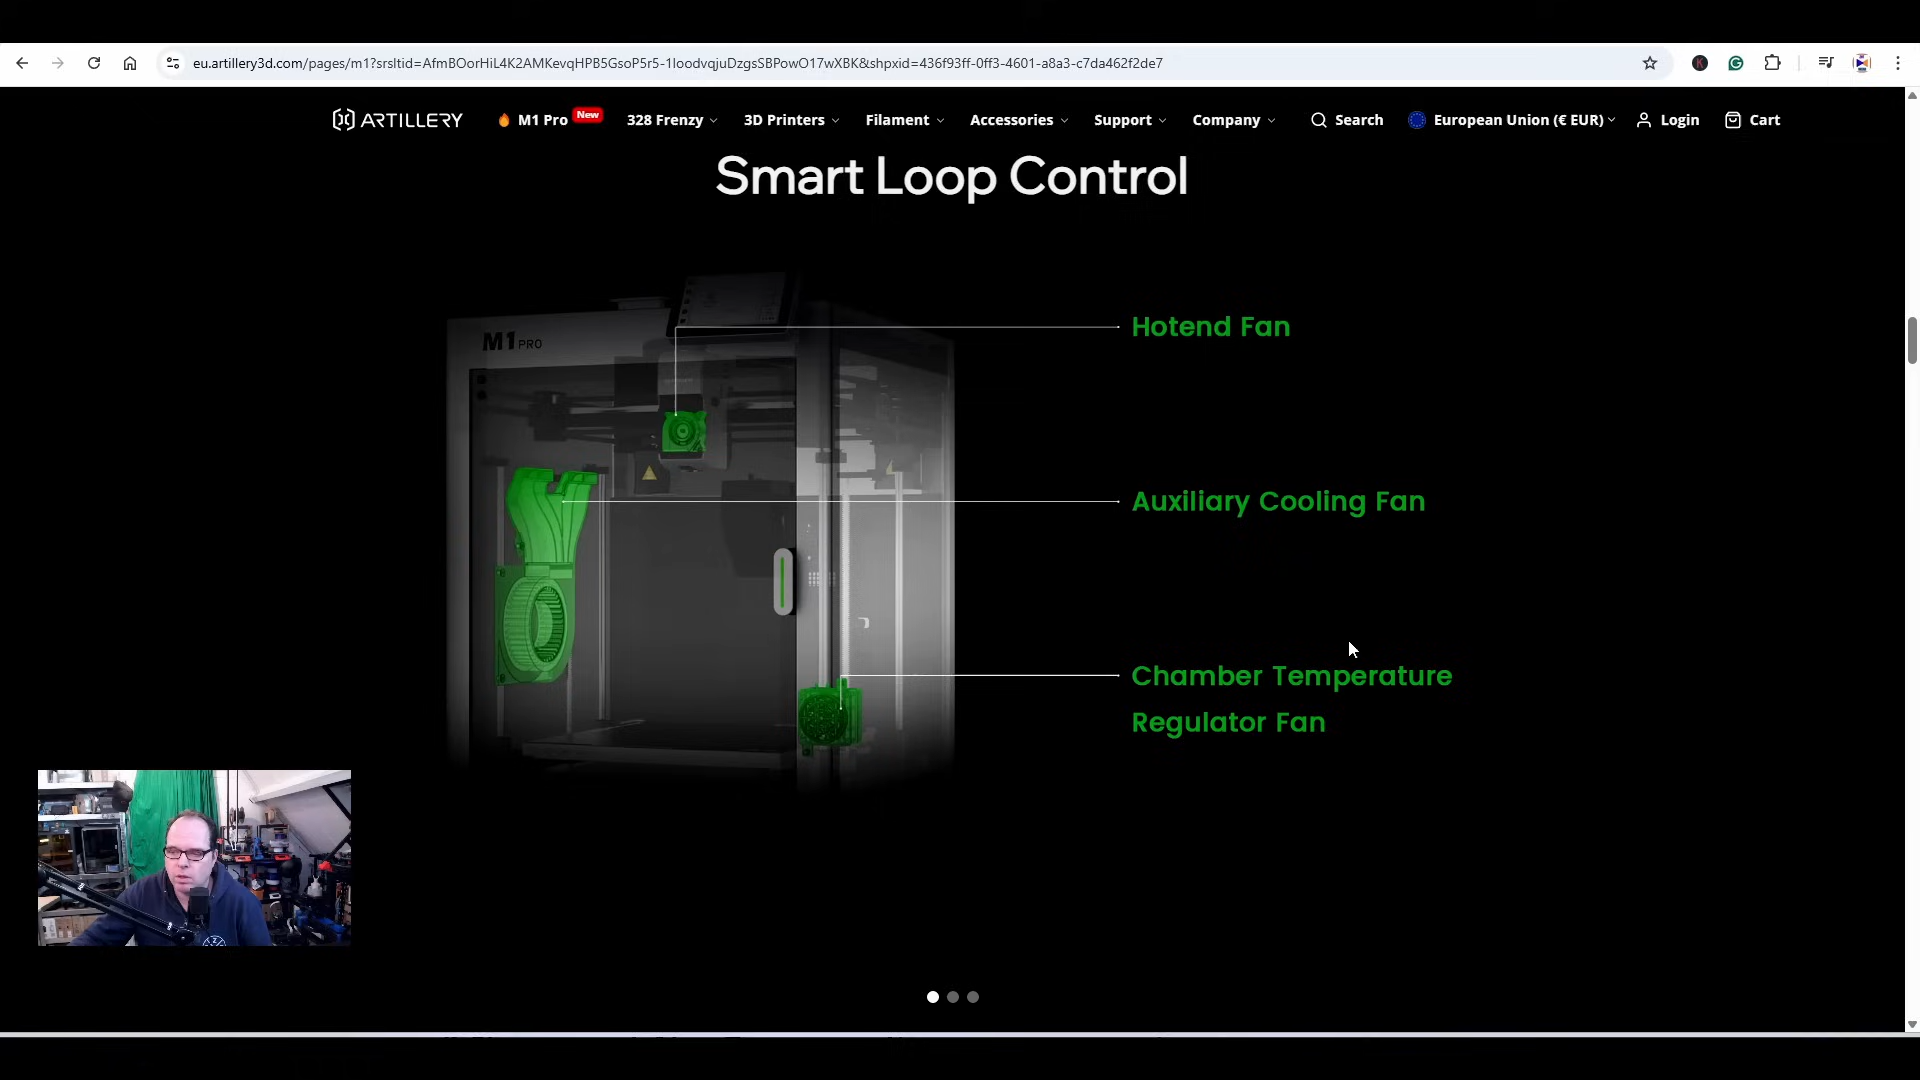 eu.artillery3d.com/pages/m1?srsltid=AfmBOorHiL4K2AMKevqHPB5GsoP5r5-1loodvqjuDzgsSBPowO17wXBK&shpxid=436f93ff-0ff3-4601-a8a3-c7da462f2de7
ARTILLERY
M1 Pro New
328 Frenzy
3D Printers
Filament
Accessories
Support
Company
Search
European Union (€ EUR)
Login
Cart
Smart Loop Control
M1 PRO
Hotend Fan
Auxiliary Cooling Fan
Chamber Temperature
Regulator Fan